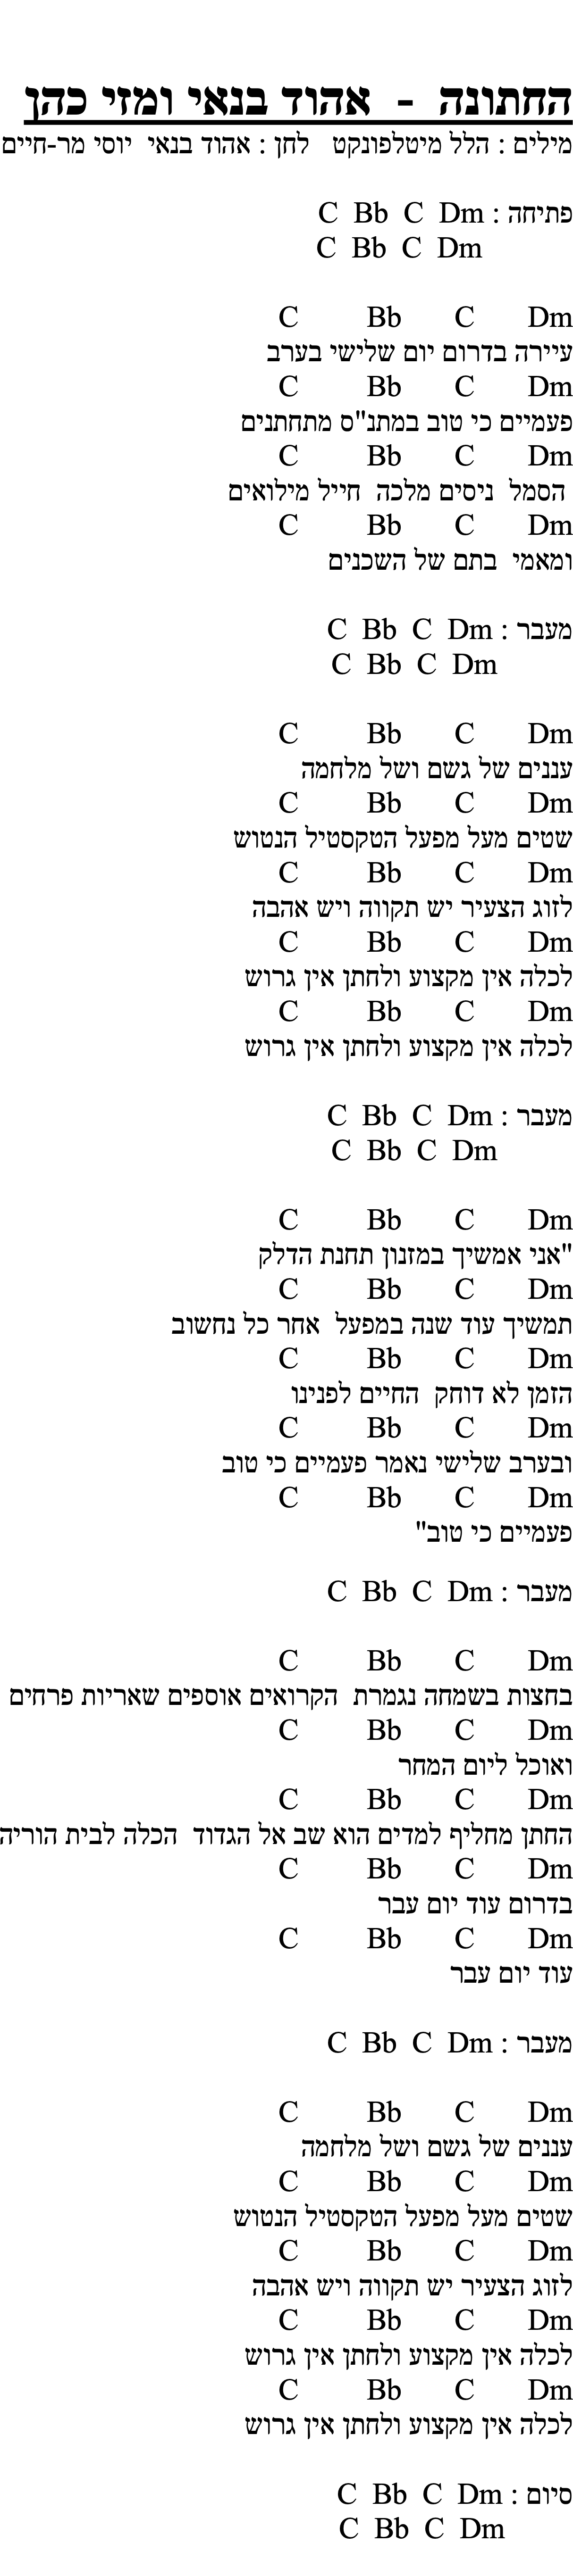 החתונה - אהוד בנאי ומזי כהן
מילים : הלל מיטלפונקט לחן : אהוד בנאי יוסי מר-חיים
פתיחה : C Bb C Dm
C Bb C Dm
C Bb C Dm
עיירה בדרום יום שלישי בערב
C Bb C Dm
פעמיים כי טוב במתנ"ס מתחתנים
C Bb C Dm
הסמל ניסים מלכה חייל מילואים
C Bb C Dm
ומאמי בתם של השכנים
מעבר : C Bb C Dm
C Bb C Dm
C Bb C Dm
עננים של גשם ושל מלחמה
C Bb C Dm
שטים מעל מפעל הטקסטיל הנטוש
C Bb C Dm
לזוג הצעיר יש תקווה ויש אהבה
C Bb C Dm
לכלה אין מקצוע ולחתן אין גרוש
C Bb C Dm
לכלה אין מקצוע ולחתן אין גרוש
מעבר : C Bb C Dm
C Bb C Dm
C Bb C Dm
"אני אמשיך במזנון תחנת הדלק
C Bb C Dm
תמשיך עוד שנה במפעל אחר כל נחשוב
C Bb C Dm
הזמן לא דוחק החיים לפנינו
C Bb C Dm
ובערב שלישי נאמר פעמיים כי טוב
C Bb C Dm
פעמיים כי טוב"
מעבר : C Bb C Dm
C Bb C Dm
בחצות בשמחה נגמרת הקרואים אוספים שאריות פרחים
C Bb C Dm
ואוכל ליום המחר
C Bb C Dm
החתן מחליף למדים הוא שב אל הגדוד הכלה לבית הוריה
C Bb C Dm
בדרום עוד יום עבר
C Bb C Dm
עוד יום עבר
מעבר : C Bb C Dm
C Bb C Dm
עננים של גשם ושל מלחמה
C Bb C Dm
שטים מעל מפעל הטקסטיל הנטוש
C Bb C Dm
לזוג הצעיר יש תקווה ויש אהבה
C Bb C Dm
לכלה אין מקצוע ולחתן אין גרוש
C Bb C Dm
לכלה אין מקצוע ולחתן אין גרוש
סיום : C Bb C Dm
C Bb C Dm